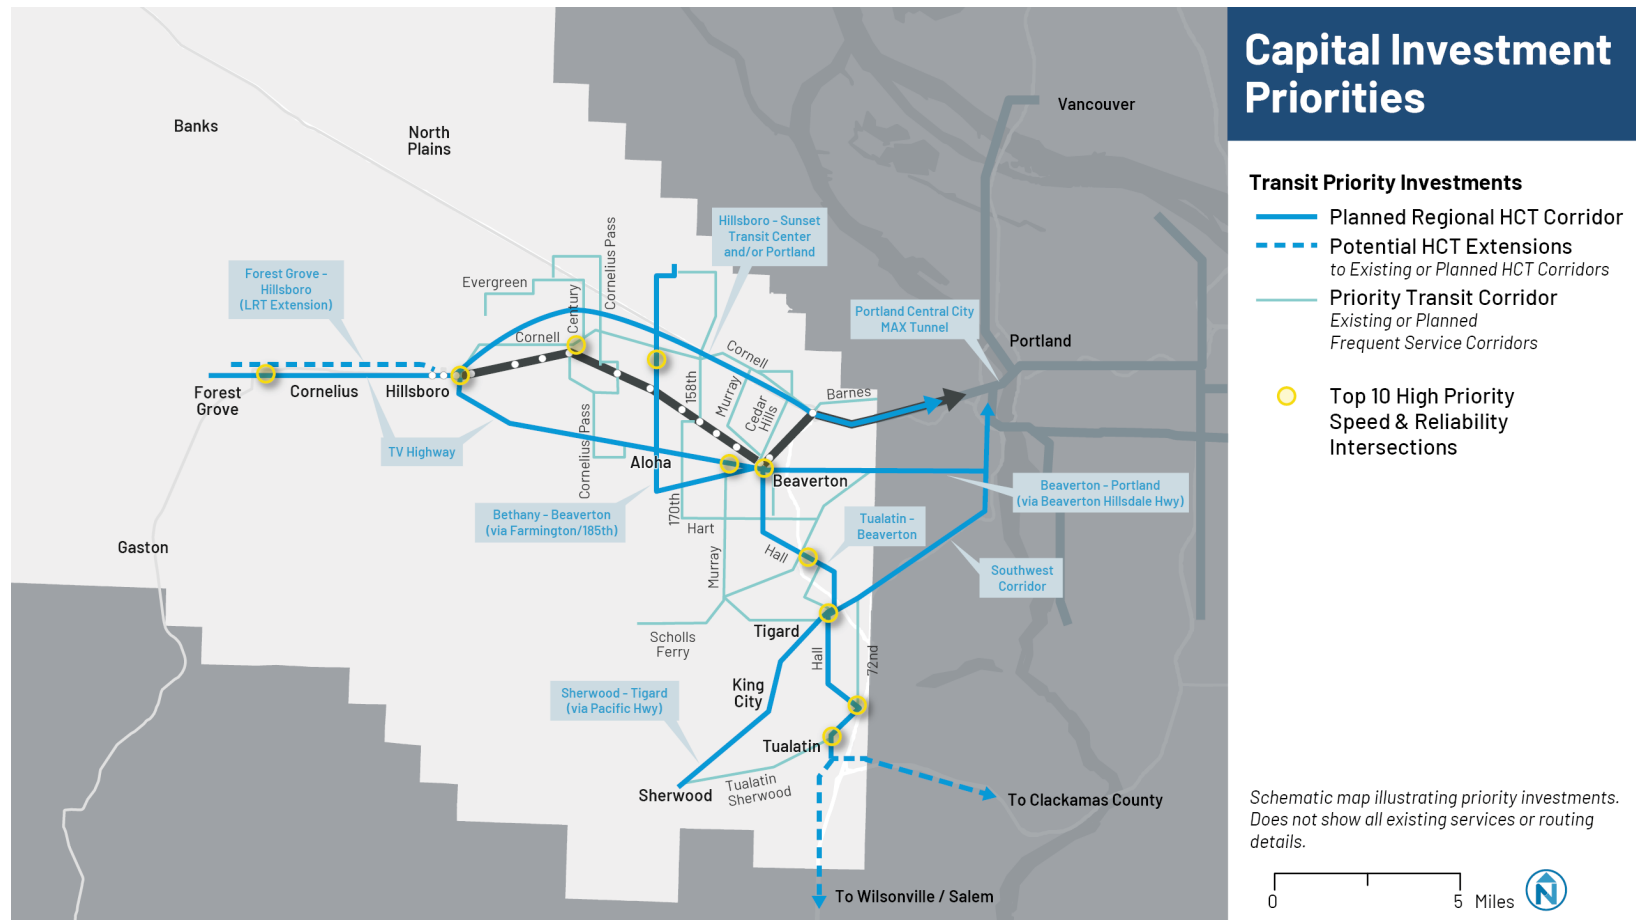 Capital Investment
Priorities
Transit Priority Investments
Planned Regional HCT Corridor
Potential HCT Extensions
to Existing or Planned HCT Corridors
Priority Transit Corridor
Existing or Planned
Frequent Service Corridors
Top 10 High Priority
Speed & Reliability
Intersections
Schematic map illustrating priority investments.
Does not show all existing services or routing
details.
0
5 Miles
N
Vancouver
Banks
North
Plains
Hillsboro - Sunset
Transit Center
and/or Portland
Cornelius Pass
Forest Grove -
Hillsboro
(LRT Extension)
Evergreen
Century
Portland Central City
MAX Tunnel
Cornell
Cornell
Portland
Forest
Grove
Cornelius
Hillsboro
158th
Murray
Cedar
Hills
Barnes
TV Highway
Cornelius Pass
Aloha
Beaverton
Beaverton - Portland
(via Beaverton Hillsdale Hwy)
Bethany - Beaverton
(via Farmington/185th)
170th
Hart
Tualatin -
Beaverton
Gaston
Murray
Hall
Southwest
Corridor
Scholls
Ferry
Tigard
Hall
72nd
King
City
Sherwood - Tigard
(via Pacific Hwy)
Tualatin
Sherwood
Tualatin
Sherwood
To Clackamas County
To Wilsonville / Salem